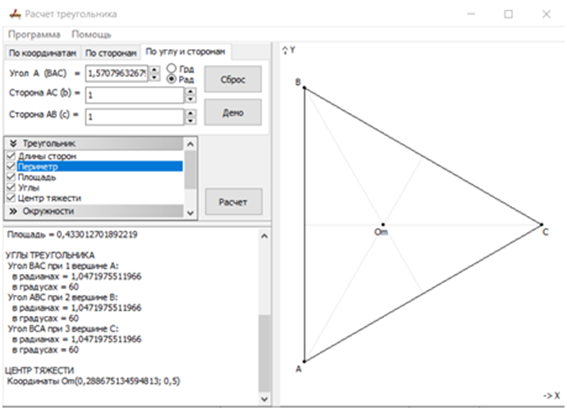 Расчет треугольника
Программа Помощь
По координатам По сторонам По углу и сторонам
Угол A (BAC) = 1,5707963267 Грд
Рад
Сброс
Сторона AC (b) = 1
Сторона AB (c) = 1
Демо
Треугольник
Длины сторон
Периметр
Площадь
Углы
Центр тяжести
Окружности
Расчет
Площадь = 0,433012701892219
УГЛЫ ТРЕУГОЛЬНИКА
Угол BAC при 1 вершине A:
в радианах = 1,0471975511966
в градусах = 60
Угол ABC при 2 вершине B:
в радианах = 1,0471975511966
в градусах = 60
Угол BCA при 3 вершине C:
в радианах = 1,0471975511966
в градусах = 60
ЦЕНТР ТЯЖЕСТИ
Координаты Om(0,288675134594813; 0,5)
Y
B
Om
C
A
-> X